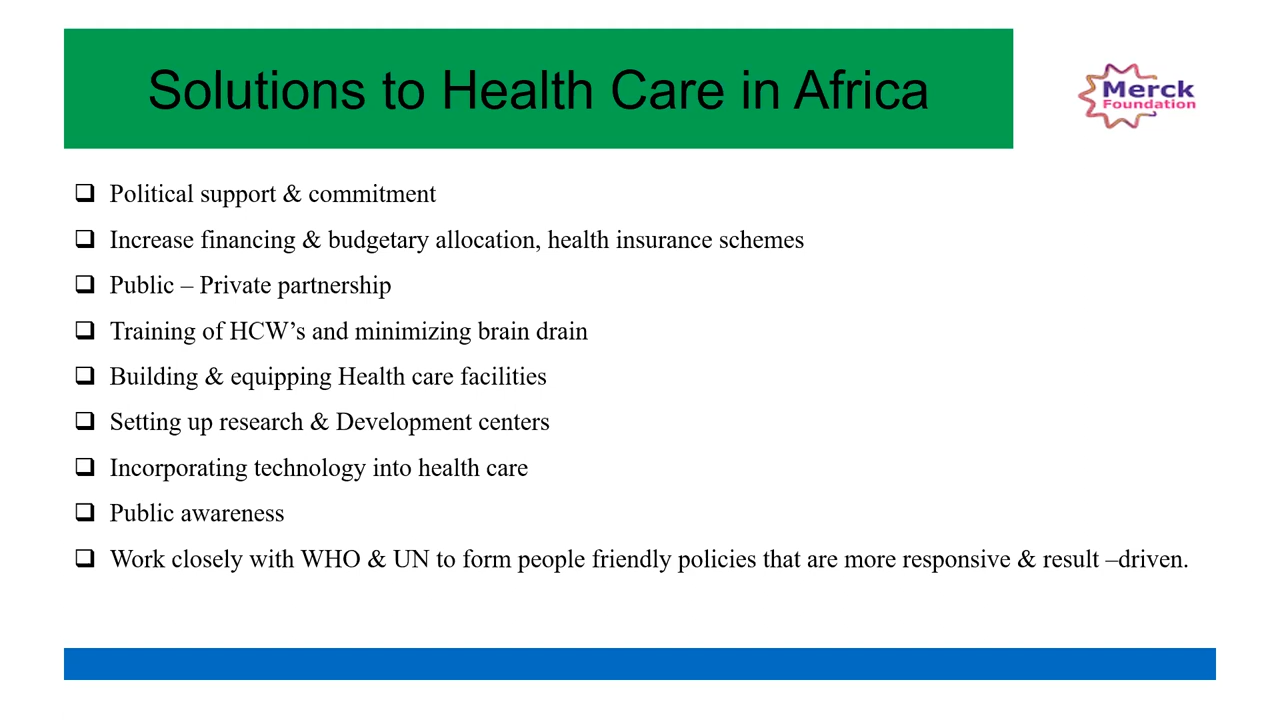 Solutions to Health Care in Africa
Merck
Foundation
❑ Political support & commitment
❑ Increase financing & budgetary allocation, health insurance schemes
❑ Public – Private partnership
❑ Training of HCW’s and minimizing brain drain
❑ Building & equipping Health care facilities
❑ Setting up research & Development centers
❑ Incorporating technology into health care
❑ Public awareness
❑ Work closely with WHO & UN to form people friendly policies that are more responsive & result –driven.